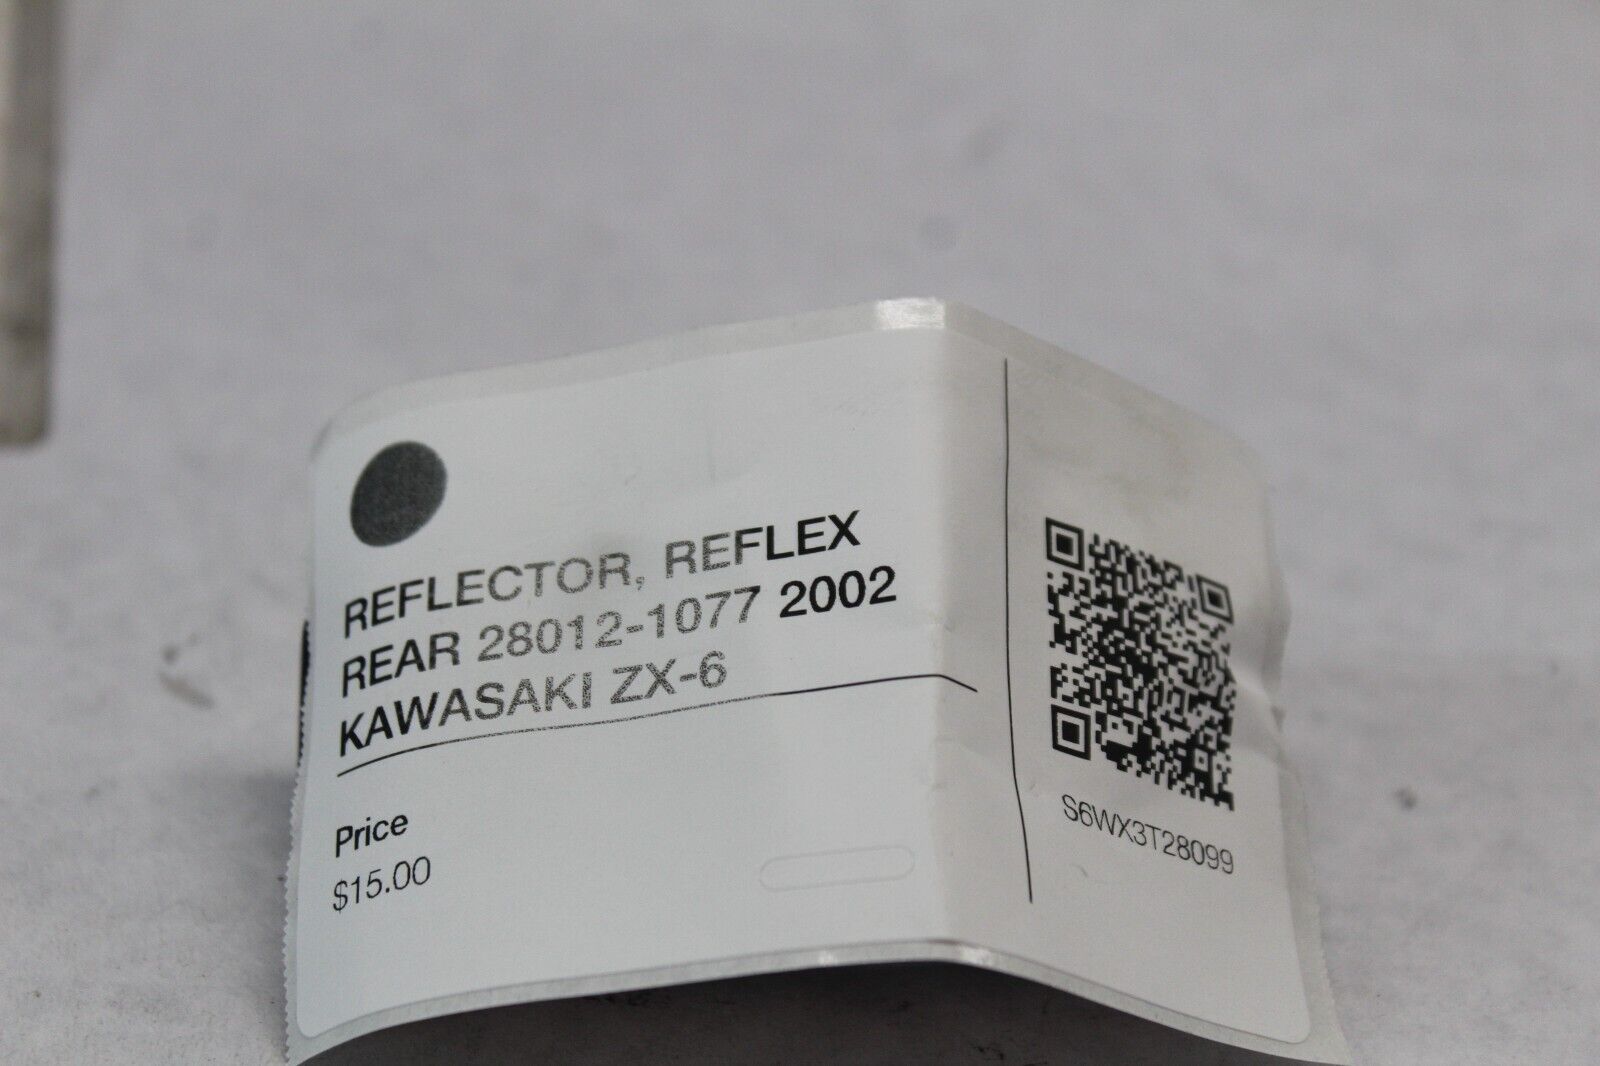 REFLECTOR, REFLEX
REAR 28012-1077 2002
KAWASAKI ZX-6
Price
$15.00
S6WX3T28099